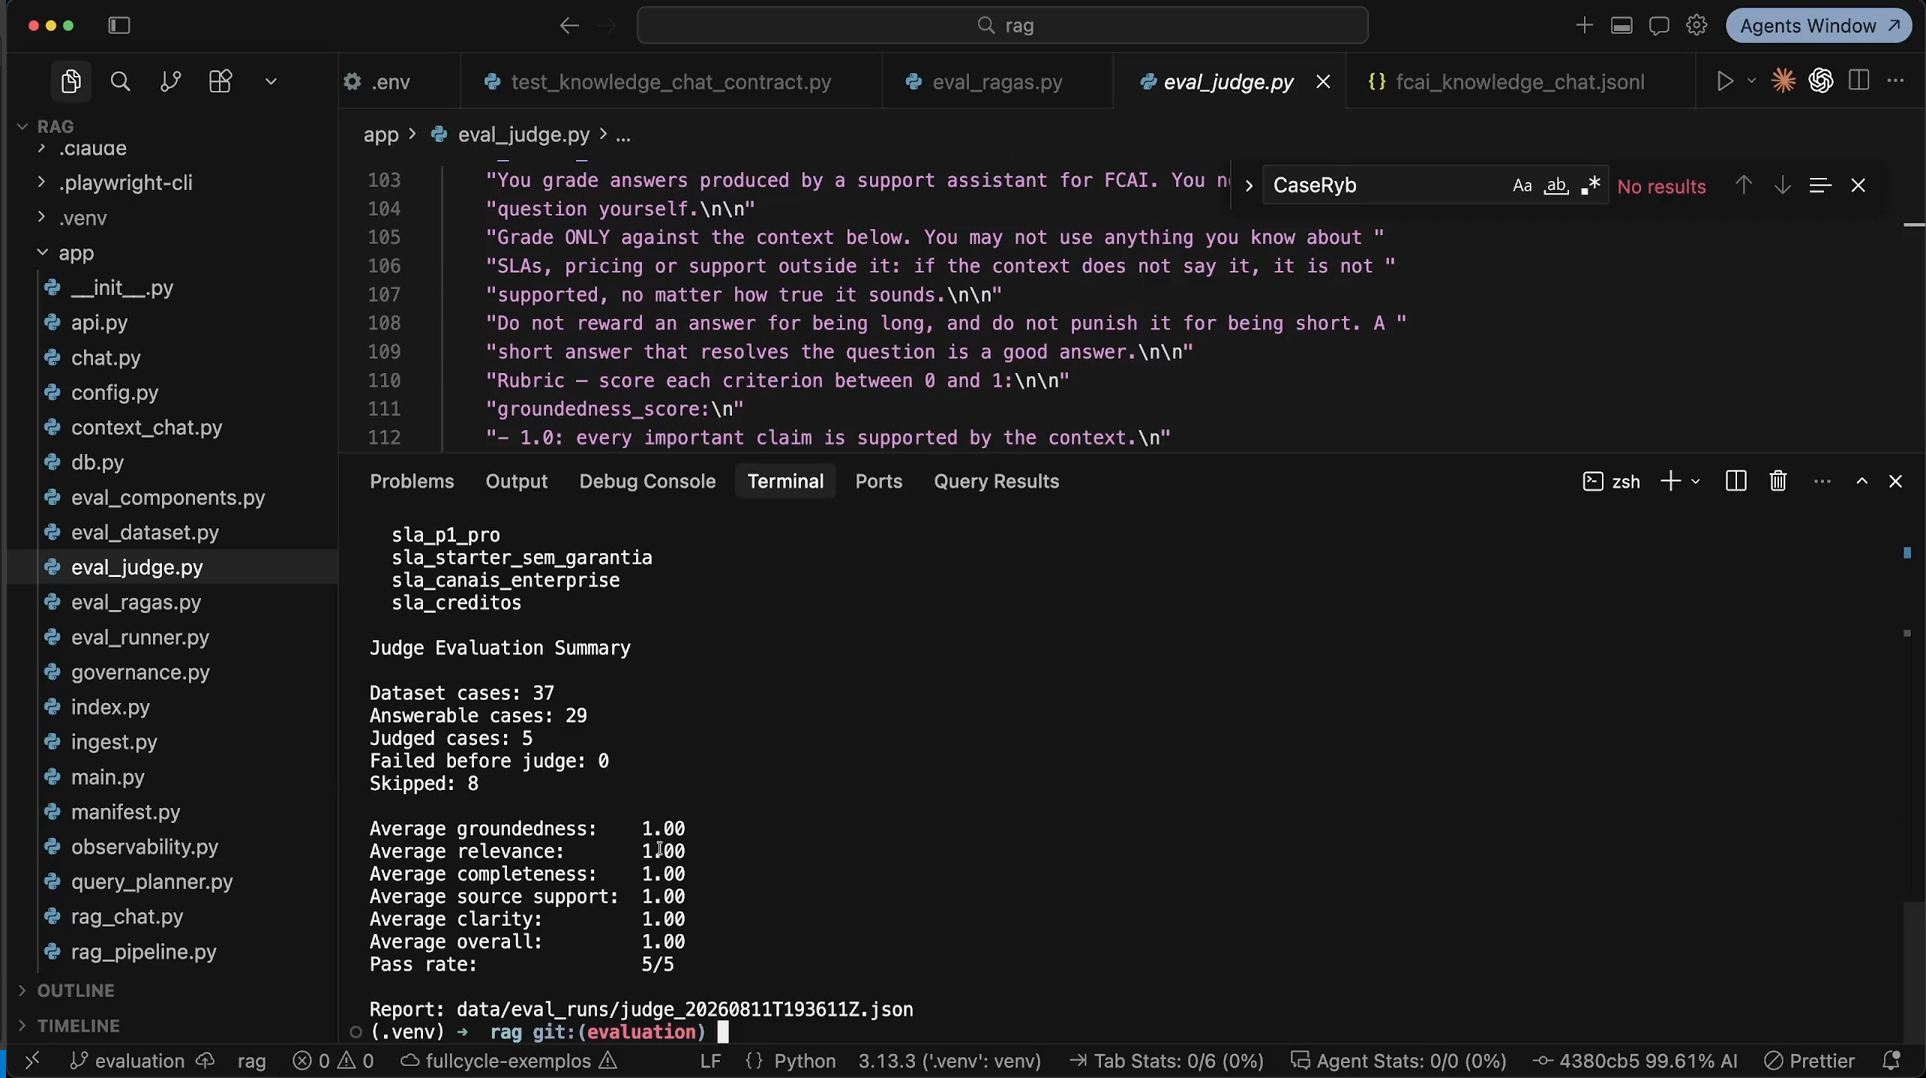 rag
Agents Window
.env
test_knowledge_chat_contract.py
eval_ragas.py
eval_judge.py
fcai_knowledge_chat.jsonl
RAG
.claude
.playwright-cli
.venv
app
__init__.py
api.py
chat.py
config.py
context_chat.py
db.py
eval_components.py
eval_dataset.py
eval_judge.py
eval_ragas.py
eval_runner.py
governance.py
index.py
ingest.py
main.py
manifest.py
observability.py
query_planner.py
rag_chat.py
rag_pipeline.py
OUTLINE
TIMELINE
app > eval_judge.py > ...
CaseRyb
Aa ab .* No results
103 "You grade answers produced by a support assistant for FCAI. You
104 "question yourself.\n\n"
105 "Grade ONLY against the context below. You may not use anything you know about "
106 "SLAs, pricing or support outside it: if the context does not say it, it is not "
107 "supported, no matter how true it sounds.\n\n"
108 "Do not reward an answer for being long, and do not punish it for being short. A "
109 "short answer that resolves the question is a good answer.\n\n"
110 "Rubric — score each criterion between 0 and 1:\n\n"
111 "groundedness_score:\n"
112 "- 1.0: every important claim is supported by the context.\n"
Problems Output Debug Console Terminal Ports Query Results
zsh
sla_p1_pro
sla_starter_sem_garantia
sla_canais_enterprise
sla_creditos
Judge Evaluation Summary
Dataset cases: 37
Answerable cases: 29
Judged cases: 5
Failed before judge: 0
Skipped: 8
Average groundedness: 1.00
Average relevance: 1.00
Average completeness: 1.00
Average source support: 1.00
Average clarity: 1.00
Average overall: 1.00
Pass rate: 5/5
Report: data/eval_runs/judge_20260811T193611Z.json
(.venv) → rag git:(evaluation)
evaluation rag 0 0 fullcycle-exemplos LF {} Python 3.13.3 ('.venv': venv) Tab Stats: 0/6 (0%) Agent Stats: 0/0 (0%) 4380cb5 99.61% AI Prettier